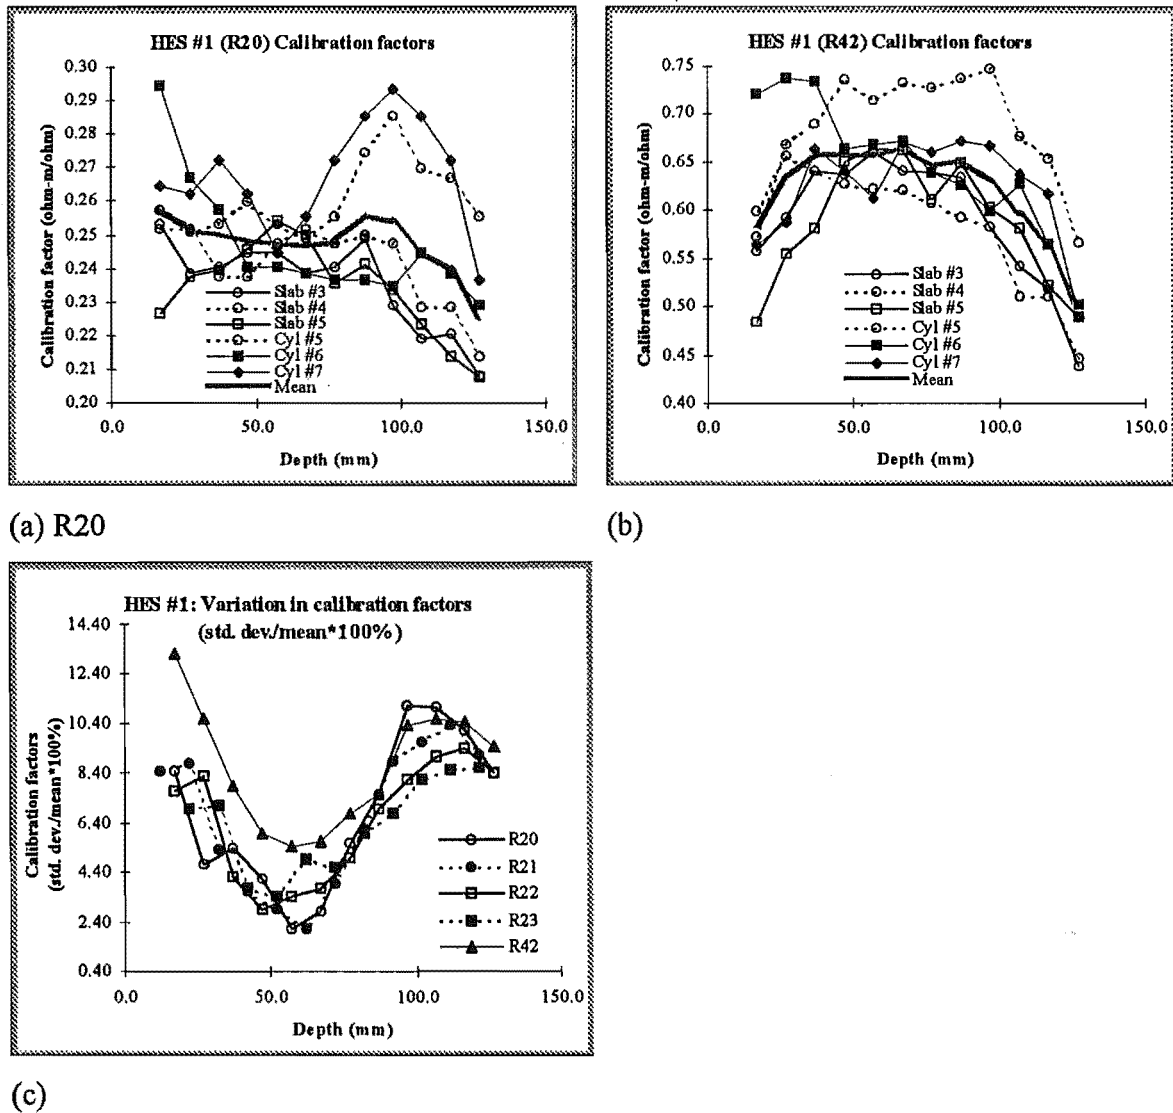 HES #1 (R20) Calibration factors
Calibration factor (ohm-m/ohm)
0.30
0.29
0.28
0.27
0.26
0.25
0.24
0.23
0.22
0.21
0.20
Slab #3
Slab #4
Slab #5
Cyl #5
Cyl #6
Cyl #7
Mean
0.0
50.0
100.0
150.0
Depth (mm)
(a) R20
HES #1 (R42) Calibration factors
Calibration factor (ohm-m/ohm)
0.75
0.70
0.65
0.60
0.55
0.50
0.45
0.40
Slab #3
Slab #4
Slab #5
Cyl #5
Cyl #6
Cyl #7
Mean
0.0
50.0
100.0
150.0
Depth (mm)
(b)
HES #1: Variation in calibration factors
(std. dev./mean*100%)
Calibration factors
(std. dev./mean*100%)
14.40
12.40
10.40
8.40
6.40
4.40
2.40
0.40
R20
R21
R22
R23
R42
0.0
50.0
100.0
150.0
Depth (mm)
(c)